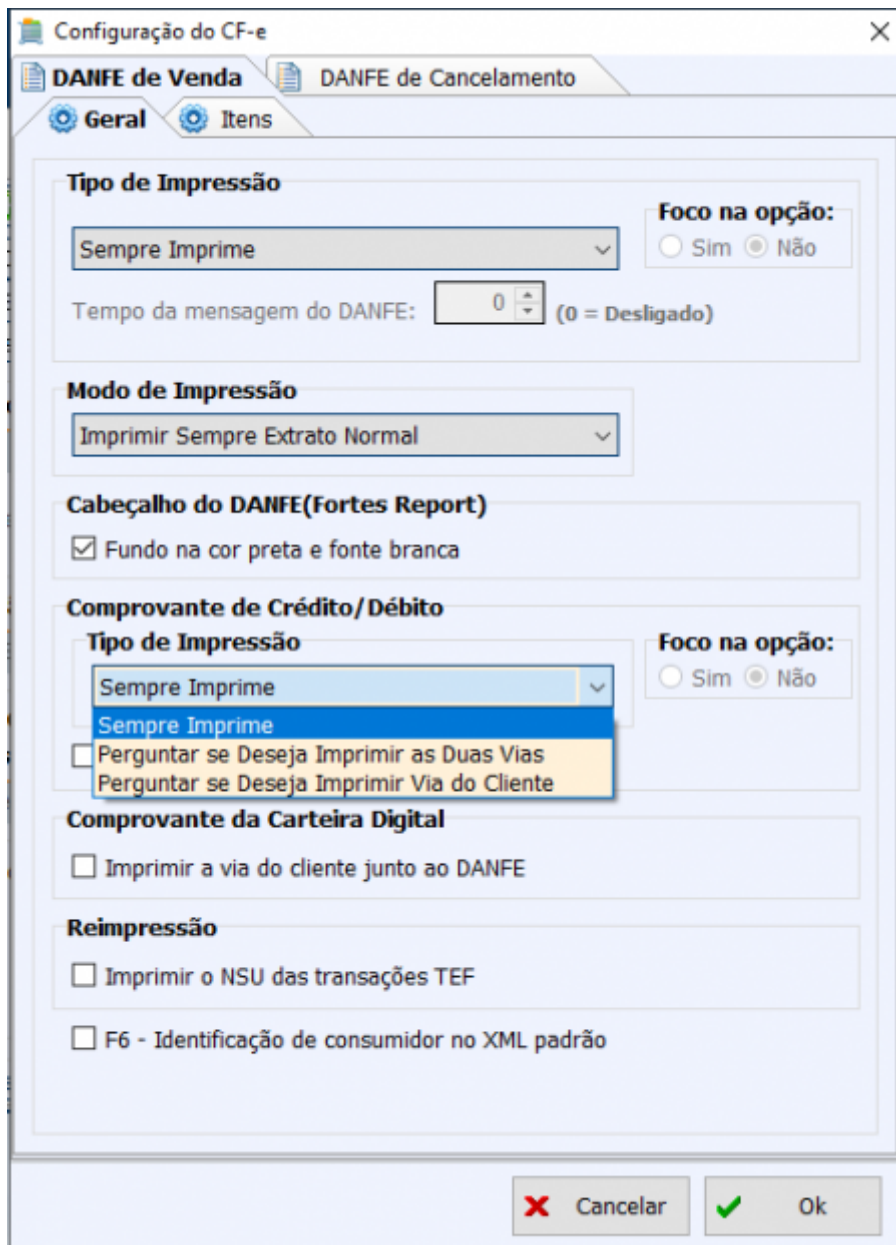 Configuração do CF-e
DANFE de Venda DANFE de Cancelamento
Geral Itens
Tipo de Impressão
Foco na opção:
Sempre Imprime
Sim Não
Tempo da mensagem do DANFE: 0 (0 = Desligado)
Modo de Impressão
Imprimir Sempre Extrato Normal
Cabeçalho do DANFE(Fortes Report)
Fundo na cor preta e fonte branca
Comprovante de Crédito/Débito
Tipo de Impressão Foco na opção:
Sempre Imprime Sim Não
Sempre Imprime
Perguntar se Deseja Imprimir as Duas Vias
Perguntar se Deseja Imprimir Via do Cliente
Comprovante da Carteira Digital
Imprimir a via do cliente junto ao DANFE
Reimpressão
Imprimir o NSU das transações TEF
F6 - Identificação de consumidor no XML padrão
Cancelar Ok